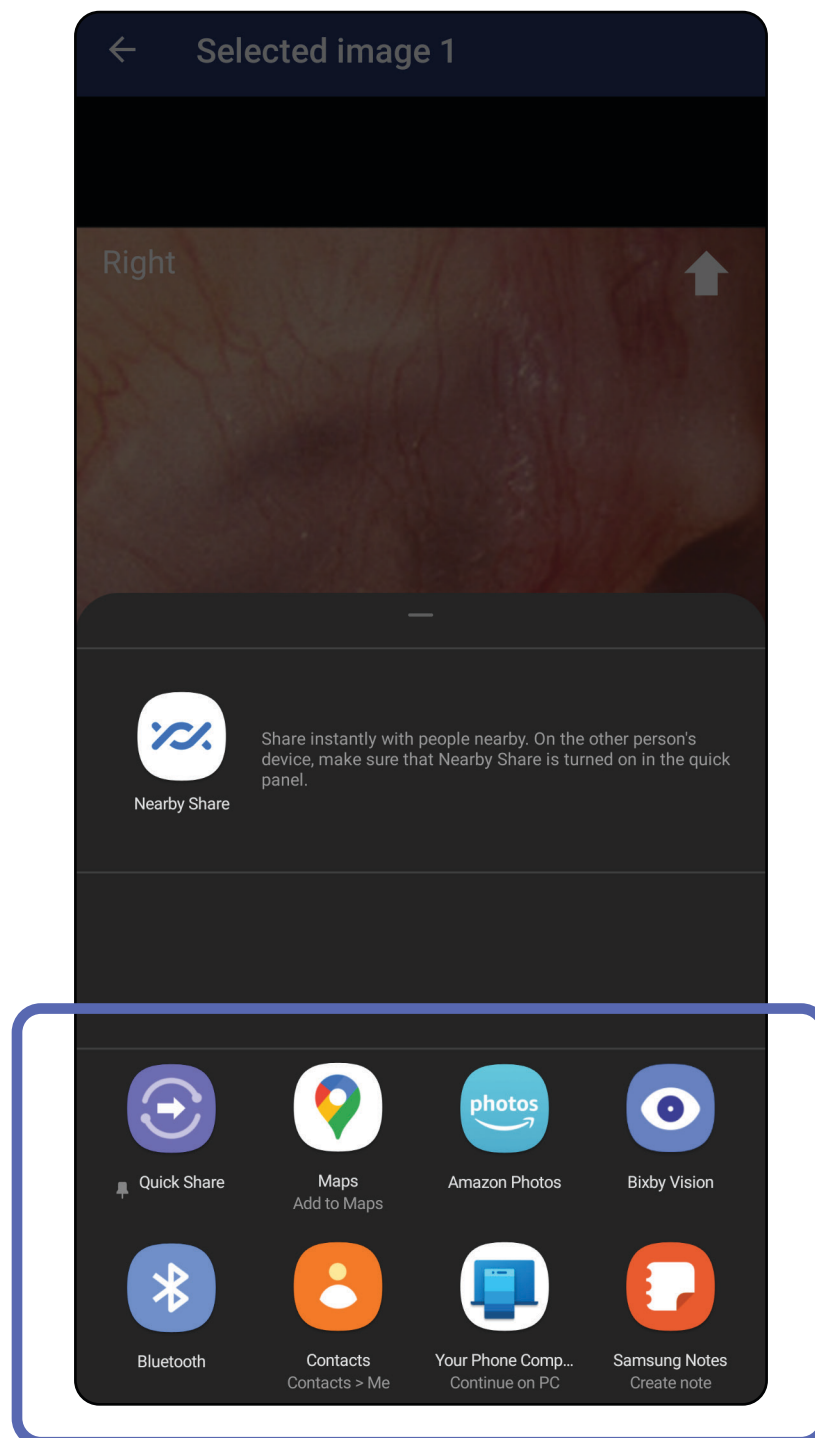 Selected image 1
Right
Share instantly with people nearby. On the other person's
device, make sure that Nearby Share is turned on in the quick
panel.
Nearby Share
photos
Quick Share
Maps
Add to Maps
Amazon Photos
Bixby Vision
Bluetooth
Contacts
Contacts > Me
Your Phone Comp...
Continue on PC
Samsung Notes
Create note